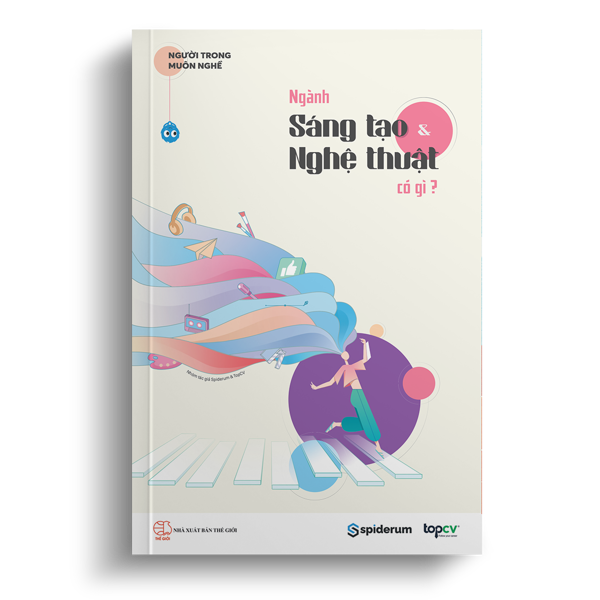 NGƯỜI TRONG
MUÔN NGHỀ
Ngành
Sáng tạo &
Nghệ thuật
có gì ?
Nhóm tác giả Spiderum & TopCV
THẾ GIỚI
NHÀ XUẤT BẢN THẾ GIỚI
spiderum
topcv